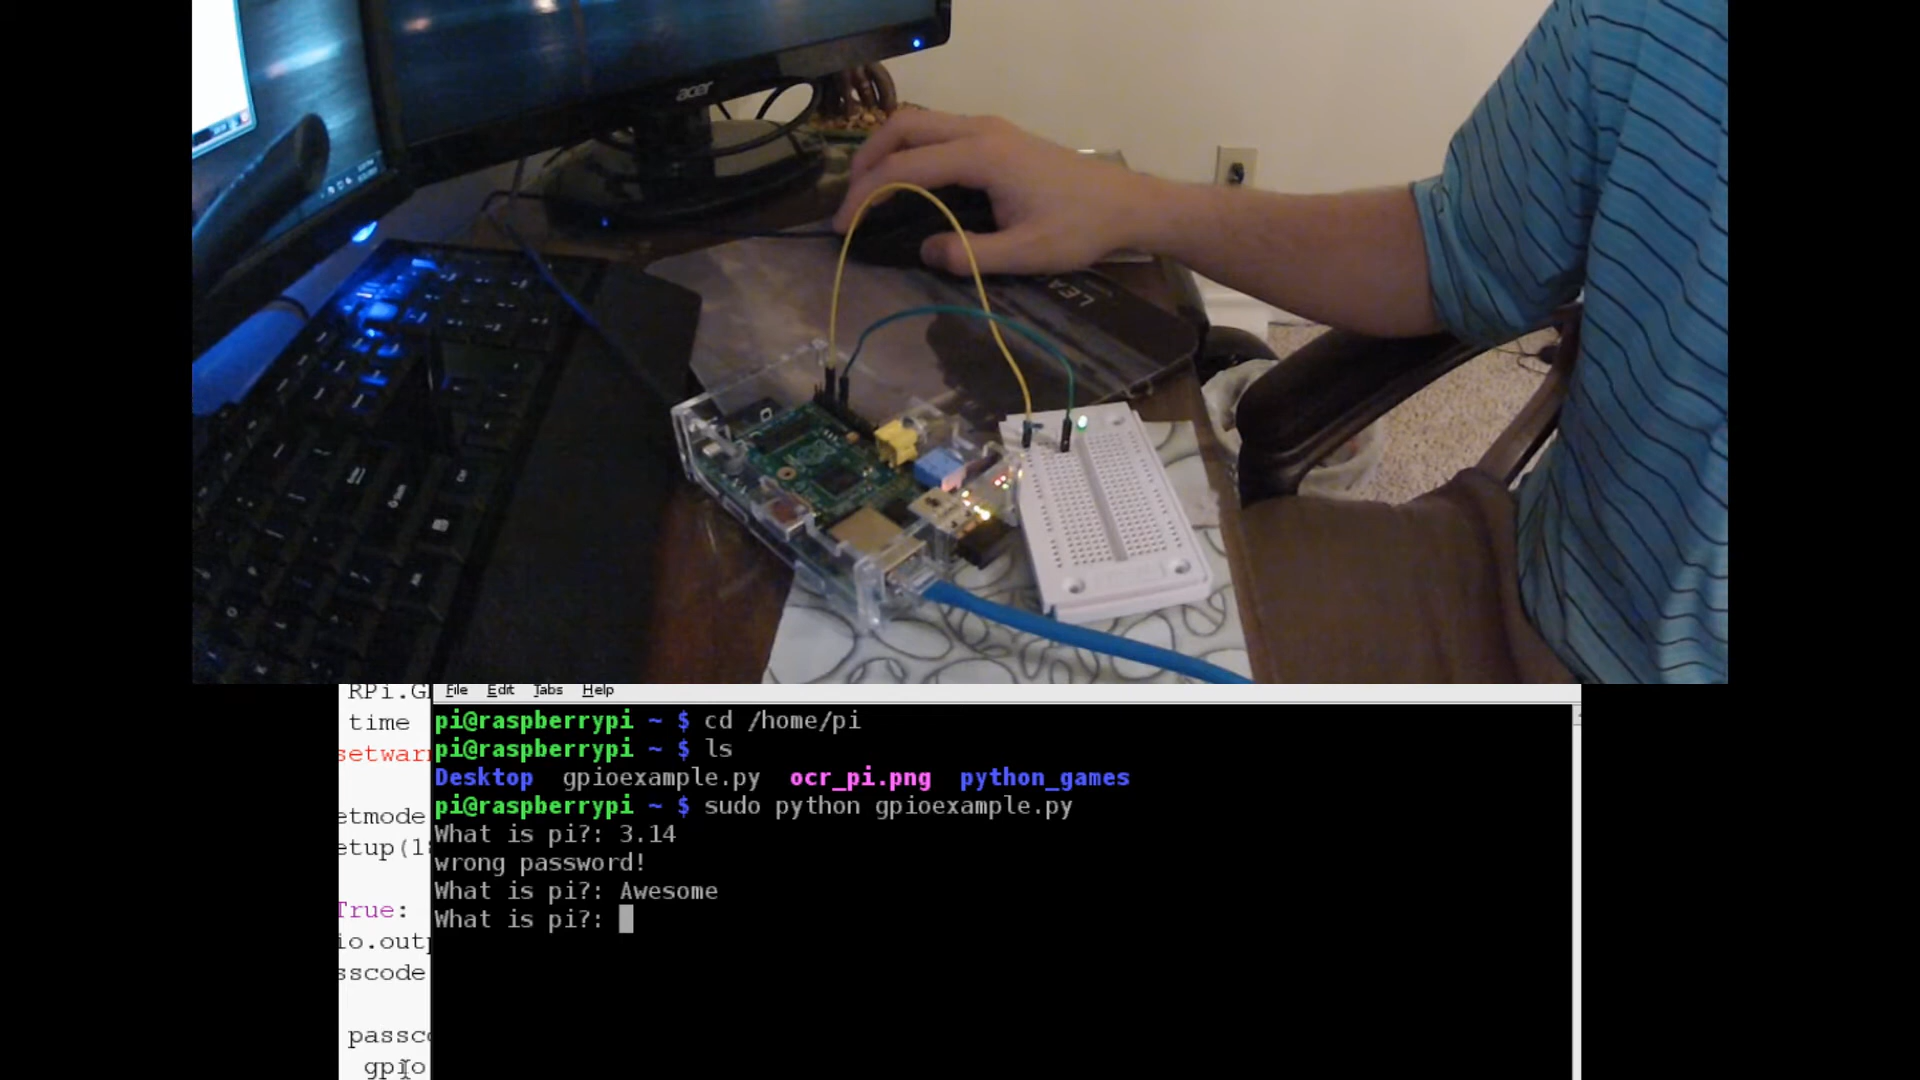 acer
LEA
RPi.G
File Edit Tabs Help
time
setwar
etmode
etup(1
True:
io.out
sscode
passc
gpio
pi@raspberrypi ~ $ cd /home/pi
pi@raspberrypi ~ $ ls
Desktop gpioexample.py ocr_pi.png python_games
pi@raspberrypi ~ $ sudo python gpioexample.py
What is pi?: 3.14
wrong password!
What is pi?: Awesome
What is pi?: